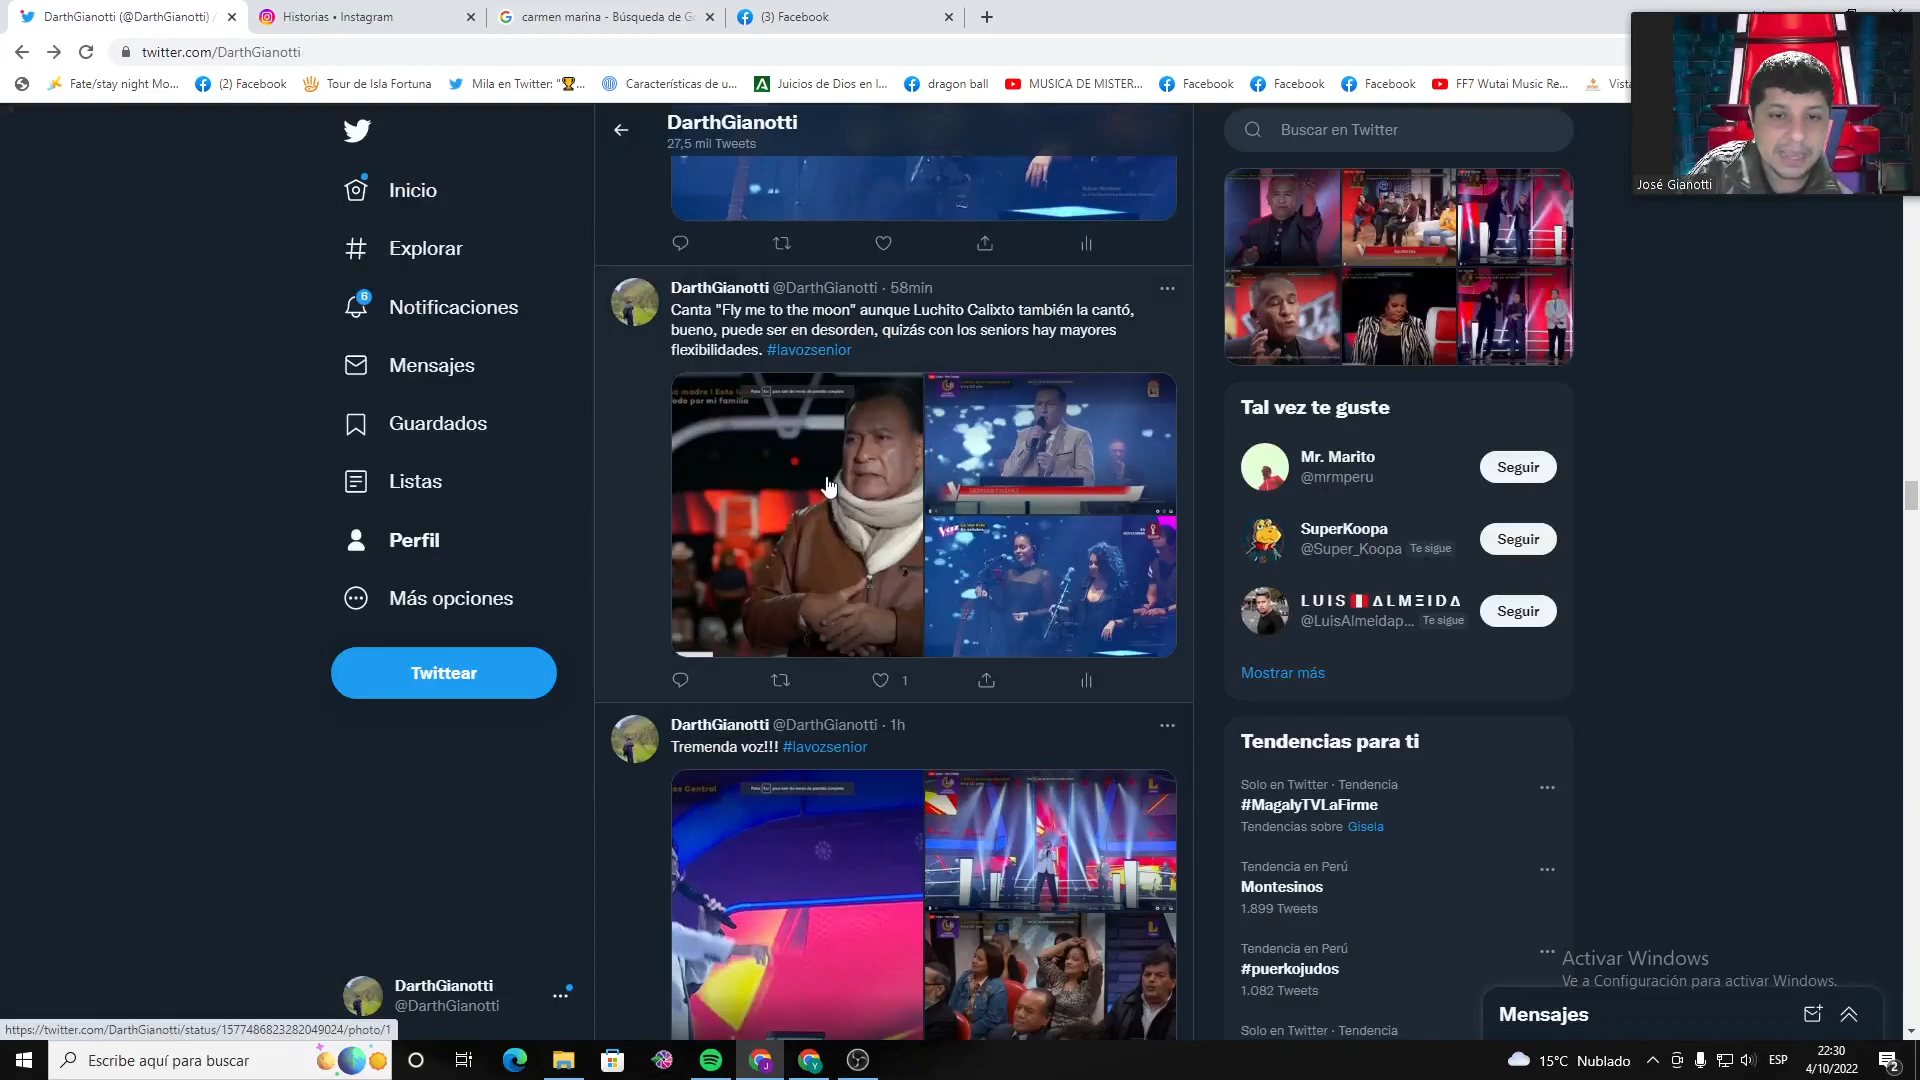 DarthGianotti (@DarthGianotti) /
Historias • Instagram
carmen marina - Búsqueda de Go
(3) Facebook
twitter.com/DarthGianotti
Fate/stay night Mo...
(2) Facebook
Tour de Isla Fortuna
Mila en Twitter: "🏆...
Características de u...
Juicios de Dios en l...
dragon ball
MUSICA DE MISTER...
Facebook
Facebook
Facebook
FF7 Wutai Music Re...
Vista
José Gianotti
Inicio
Explorar
6
Notificaciones
Mensajes
Guardados
Listas
Perfil
Más opciones
Twittear
DarthGianotti
@DarthGianotti
DarthGianotti
27,5 mil Tweets
Activar Windows
DarthGianotti @DarthGianotti · 58min
Canta "Fly me to the moon" aunque Luchito Calixto también la cantó,
bueno, puede ser en desorden, quizás con los seniors hay mayores
flexibilidades. #lavozsenior
1
DarthGianotti @DarthGianotti · 1h
Tremenda voz!!! #lavozsenior
Buscar en Twitter
Tal vez te guste
Mr. Marito
@mrmperu
Seguir
SuperKoopa
@Super_Koopa Te sigue
Seguir
LUIS🇵🇪ALMEIDA
@LuisAlmeidap... Te sigue
Seguir
Mostrar más
Tendencias para ti
Solo en Twitter · Tendencia
#MagalyTVLaFirme
Tendencias sobre Gisela
Tendencia en Perú
Montesinos
1.899 Tweets
Tendencia en Perú
#puerkojudos
1.082 Tweets
Solo en Twitter · Tendencia
Activar Windows
Ve a Configuración para activar Windows.
Mensajes
https://twitter.com/DarthGianotti/status/1577486823282049024/photo/1
Escribe aquí para buscar
15°C Nublado
ESP
22:30
4/10/2022
2